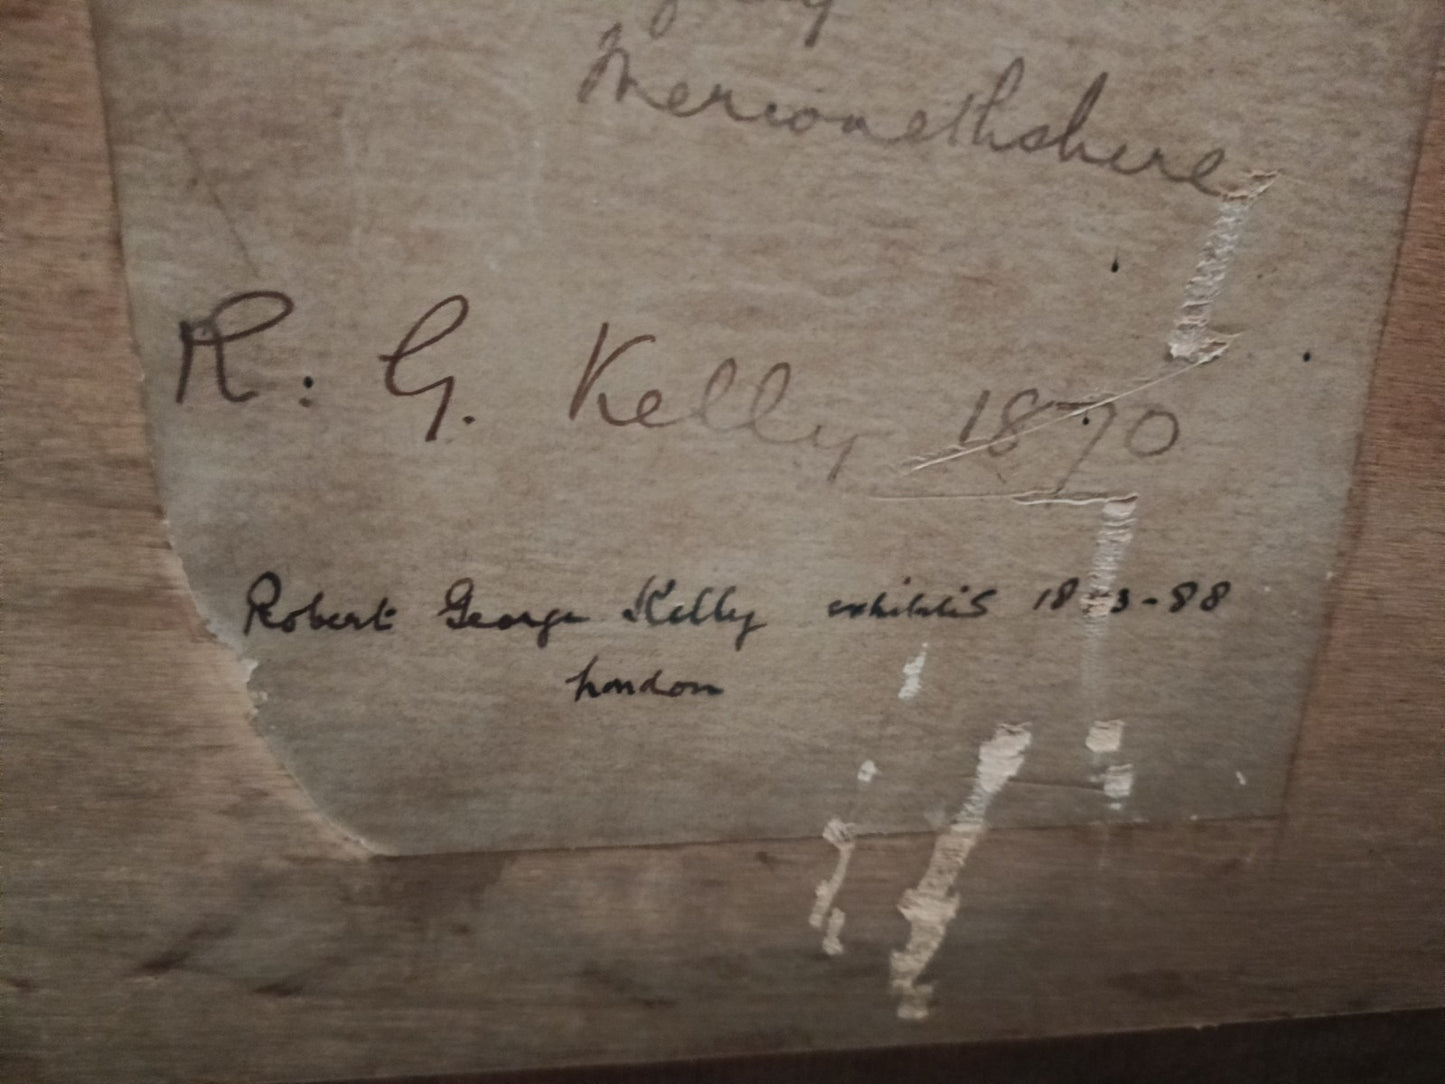 Merionethshire
R. G. Kelly 1870
Robert George Kelly exhibits
London